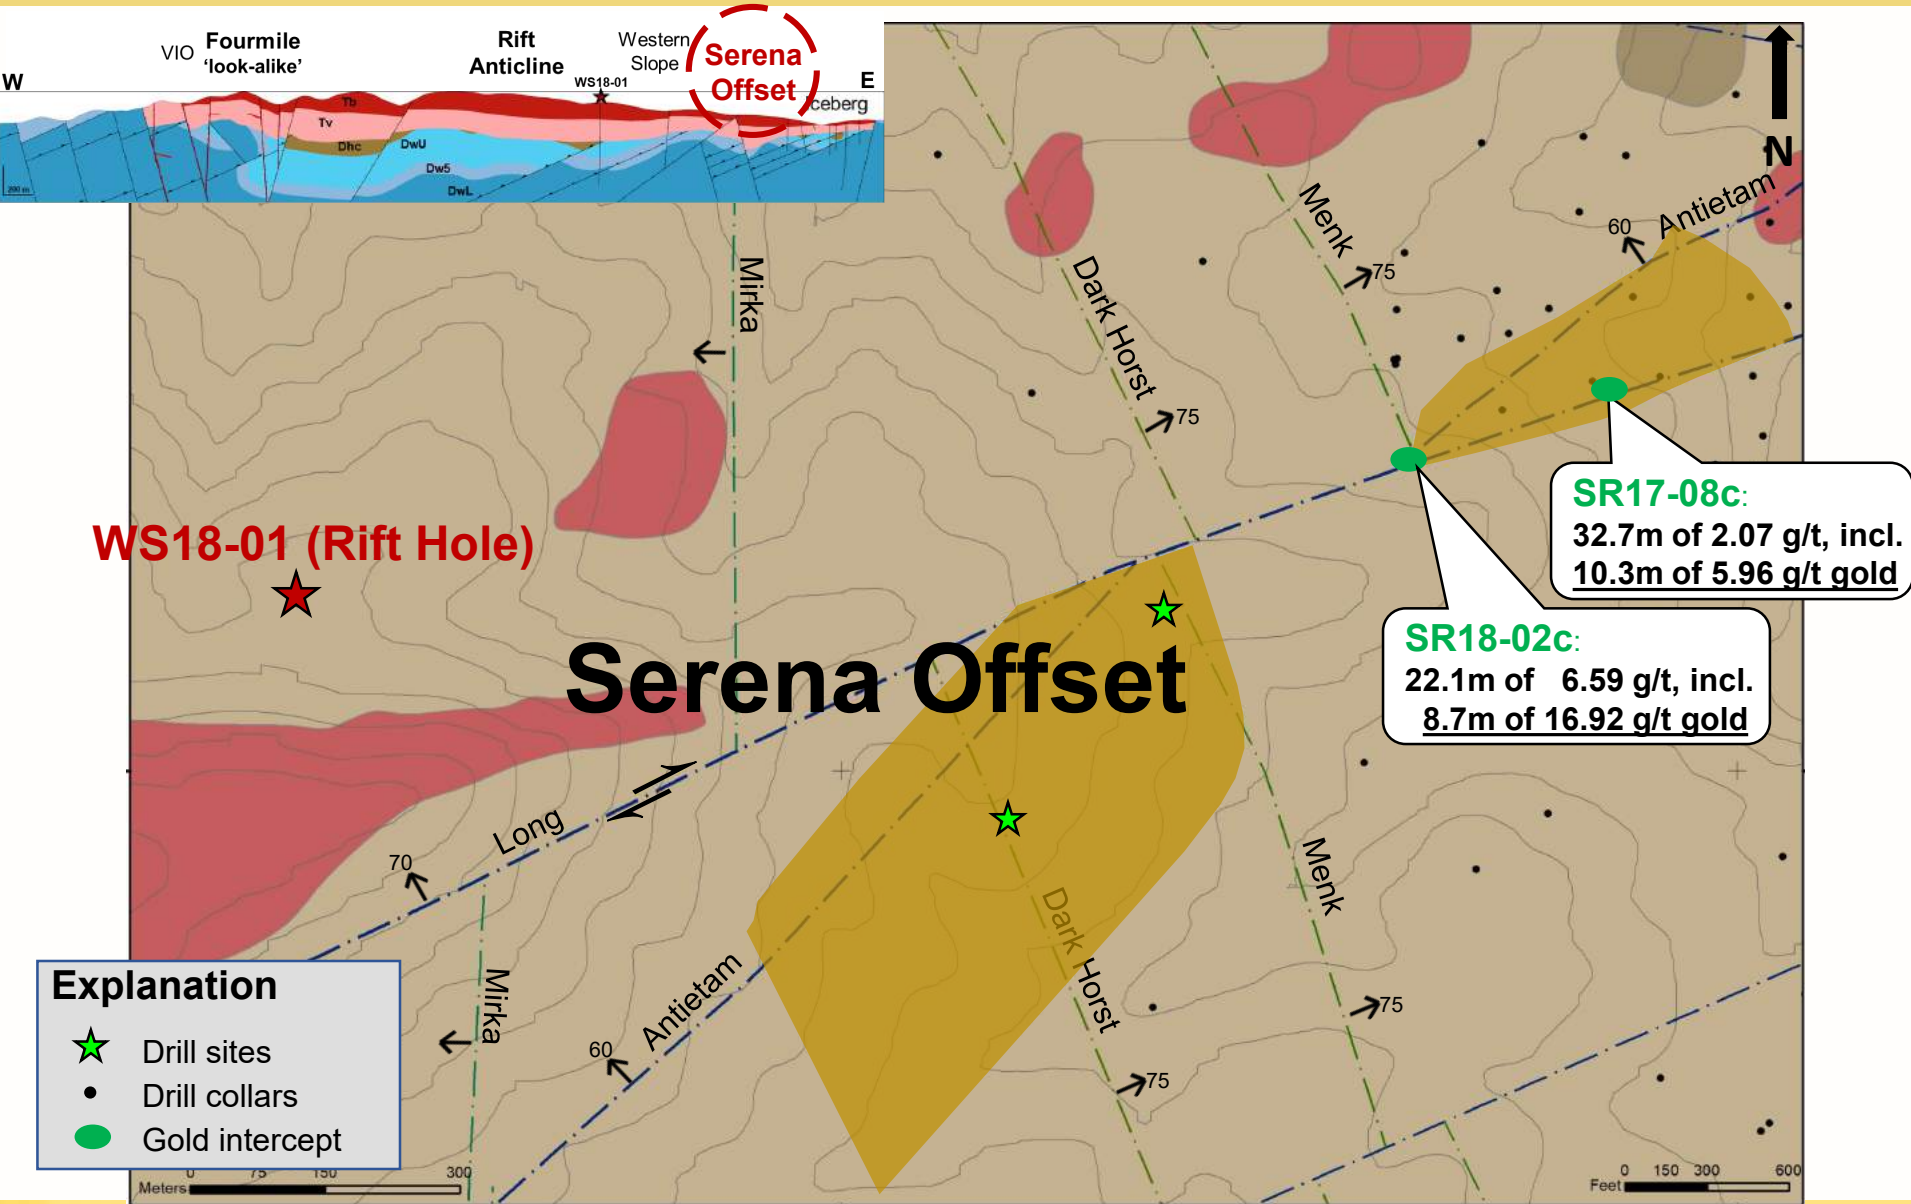 VIO
Fourmile
'look-alike'
Rift
Anticline
Western
Slope
Serena
Offset
W
WS18-01
E
ceberg
Tb
Tv
Dhc
DwU
Dw5
DwL
200 m
N
Antietam
60
Menk
75
Dark Horst
75
Mirka
SR17-08c:
32.7m of 2.07 g/t, incl.
10.3m of 5.96 g/t gold
WS18-01 (Rift Hole)
SR18-02c:
22.1m of 6.59 g/t, incl.
8.7m of 16.92 g/t gold
Serena Offset
Long
70
Menk
75
Dark Horst
75
Antietam
60
Mirka
Explanation
Drill sites
Drill collars
Gold intercept
0 75 150 300
Meters
0 150 300 600
Feet